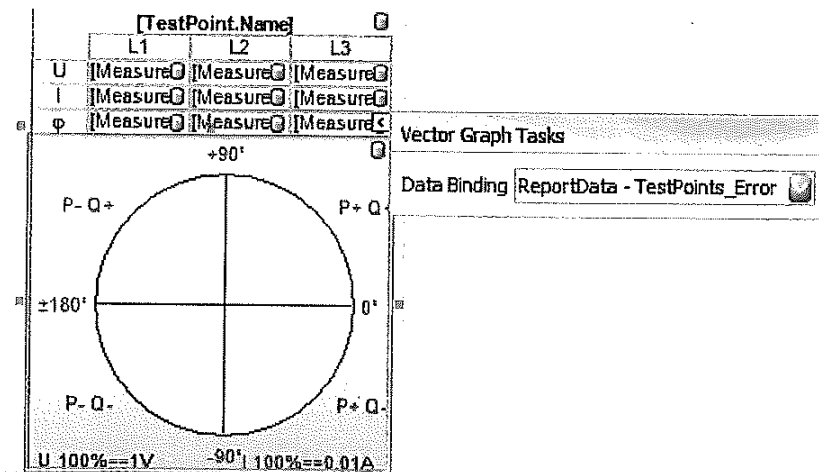 [TestPoint.Name]
L1 L2 L3
U [Measure [Measure [Measure
I [Measure [Measure [Measure
φ [Measure [Measure [Measure
Vector Graph Tasks
Data Binding ReportData - TestPoints_Error
+90°
P- Q+ P+ Q
±180° 0°
P- Q- P+ Q-
U 100%==1V -90° I 100%==0.01A